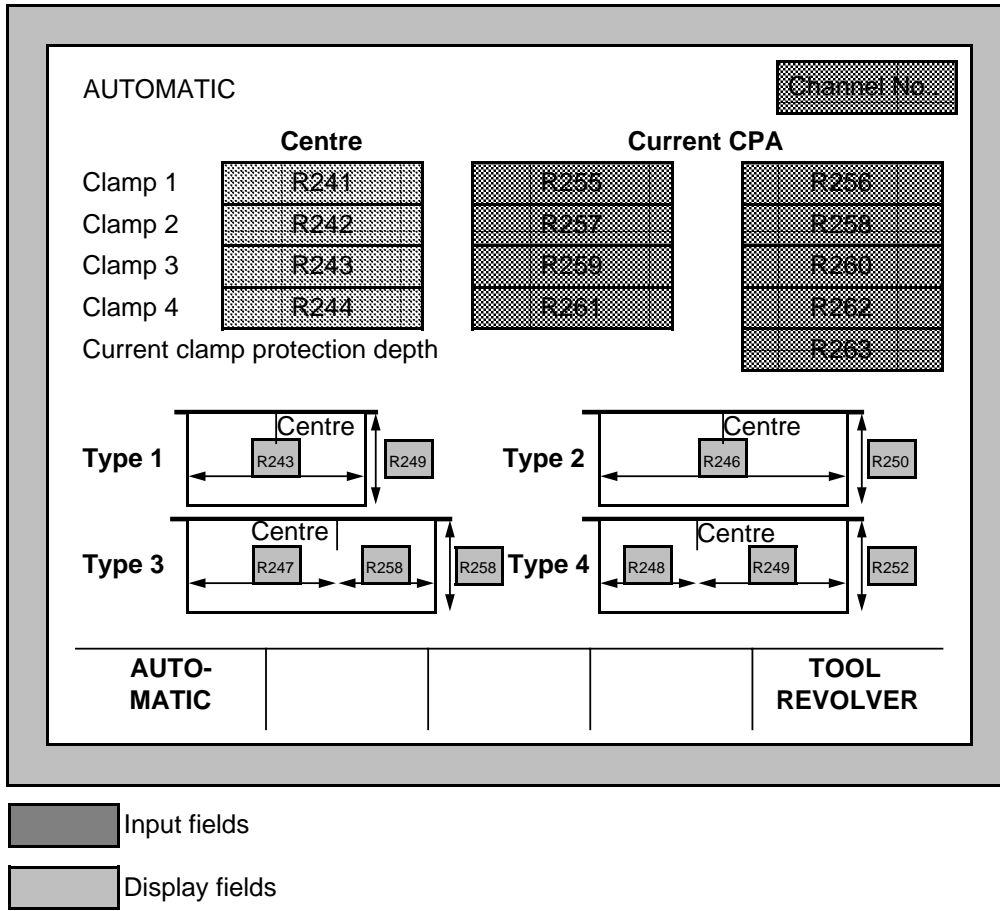 AUTOMATIC Channel No.:
Centre Current CPA
Clamp 1 R241 R255 R256
Clamp 2 R242 R257 R258
Clamp 3 R243 R259 R260
Clamp 4 R244 R261 R262
Current clamp protection depth R263
Centre Centre
Type 1 R243 R249 Type 2 R246 R250
Centre Centre
Type 3 R247 R258 R258 Type 4 R248 R249 R252
AUTO- TOOL
MATIC REVOLVER
Input fields
Display fields